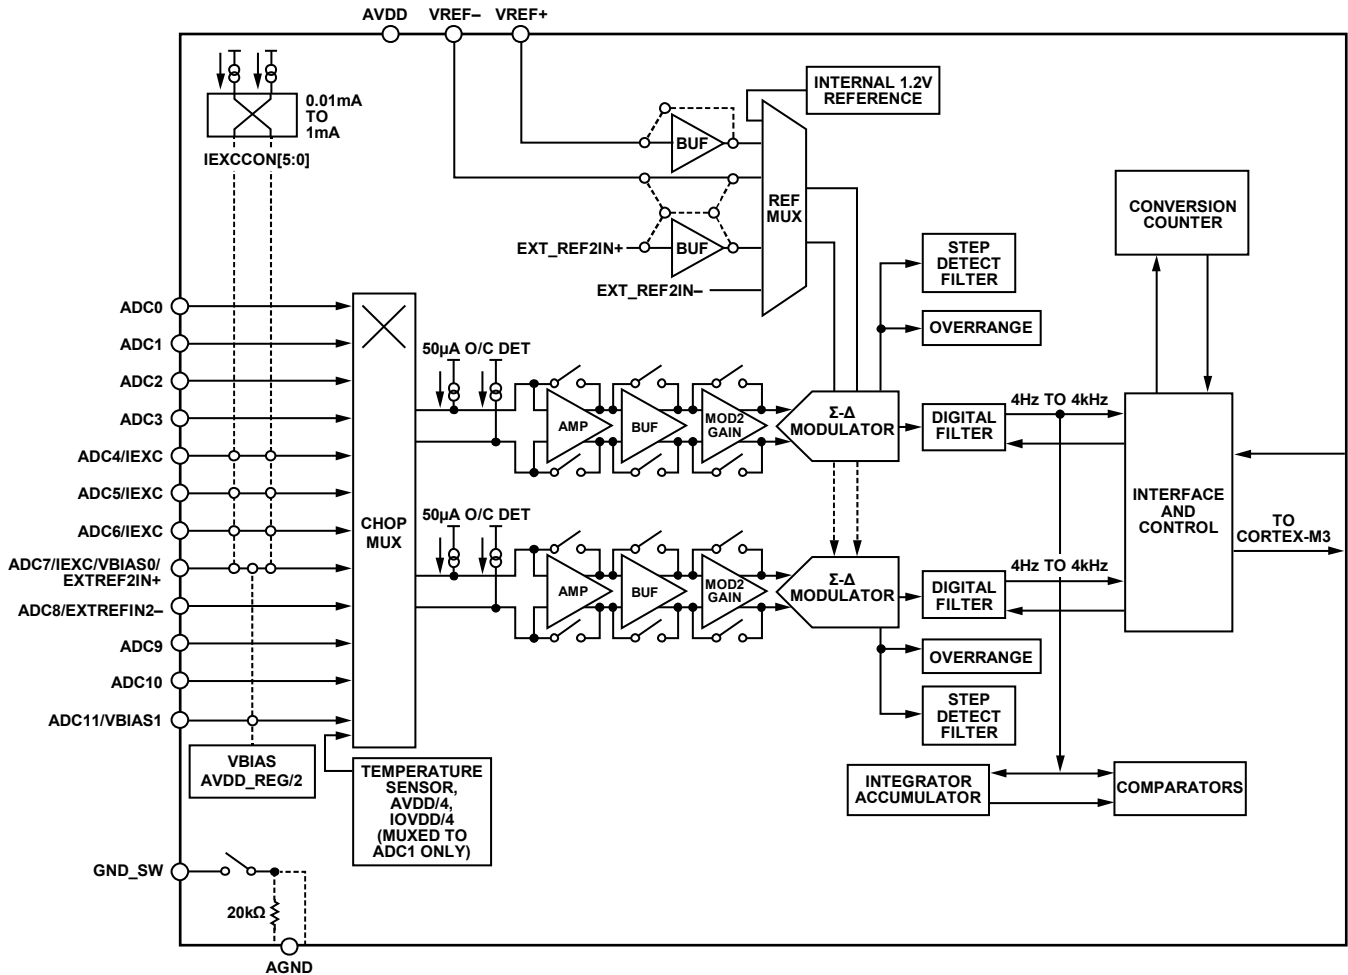 AVDD
VREF–
VREF+
0.01mA
TO
1mA
IEXCCON[5:0]
INTERNAL 1.2V
REFERENCE
BUF
REF
MUX
BUF
EXT_REF2IN+
EXT_REF2IN–
CONVERSION
COUNTER
STEP
DETECT
FILTER
OVERRANGE
ADC0
ADC1
ADC2
ADC3
ADC4/IEXC
ADC5/IEXC
ADC6/IEXC
ADC7/IEXC/VBIAS0/
EXTREF2IN+
ADC8/EXTREFIN2–
ADC9
ADC10
ADC11/VBIAS1
CHOP
MUX
50µA O/C DET
AMP
BUF
MOD2
GAIN
Σ-Δ
MODULATOR
DIGITAL
FILTER
4Hz TO 4kHz
INTERFACE
AND
CONTROL
TO
CORTEX-M3
50µA O/C DET
AMP
BUF
MOD2
GAIN
Σ-Δ
MODULATOR
DIGITAL
FILTER
4Hz TO 4kHz
OVERRANGE
STEP
DETECT
FILTER
VBIAS
AVDD_REG/2
TEMPERATURE
SENSOR,
AVDD/4,
IOVDD/4
(MUXED TO
ADC1 ONLY)
INTEGRATOR
ACCUMULATOR
COMPARATORS
GND_SW
20kΩ
AGND